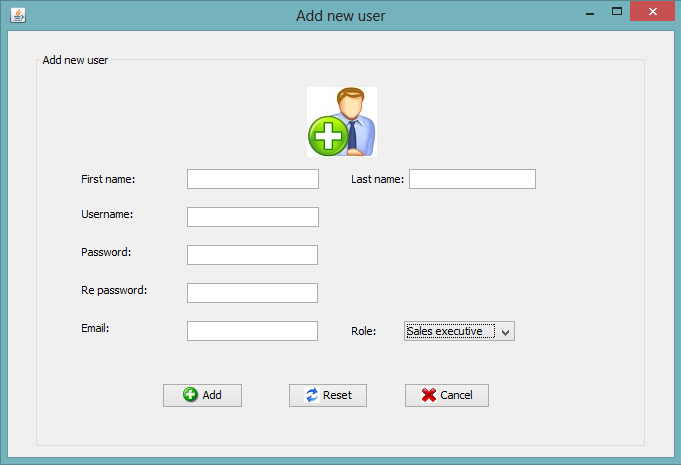 Add new user
Add new user
First name: Last name:
Username:
Password:
Re password:
Email: Role: Sales executive
Add Reset Cancel